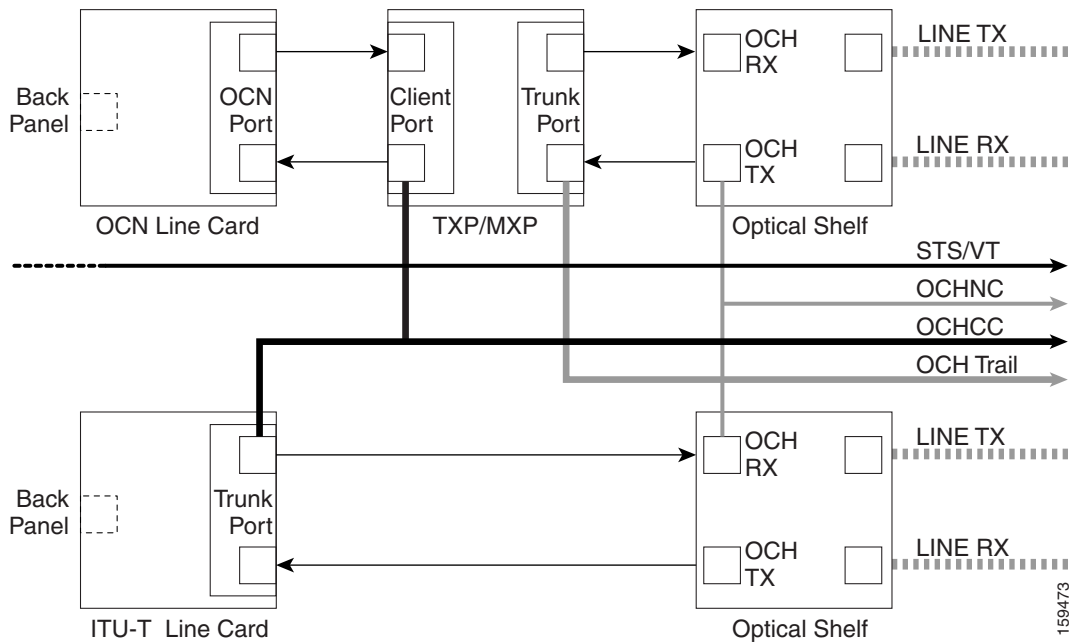 OCH
RX
LINE TX
Back
Panel
OCN
Port
Client
Port
Trunk
Port
OCH
TX
LINE RX
OCN Line Card
TXP/MXP
Optical Shelf
STS/VT
OCHNC
OCHCC
OCH Trail
OCH
RX
LINE TX
Back
Panel
Trunk
Port
OCH
TX
LINE RX
ITU-T Line Card
Optical Shelf
159473